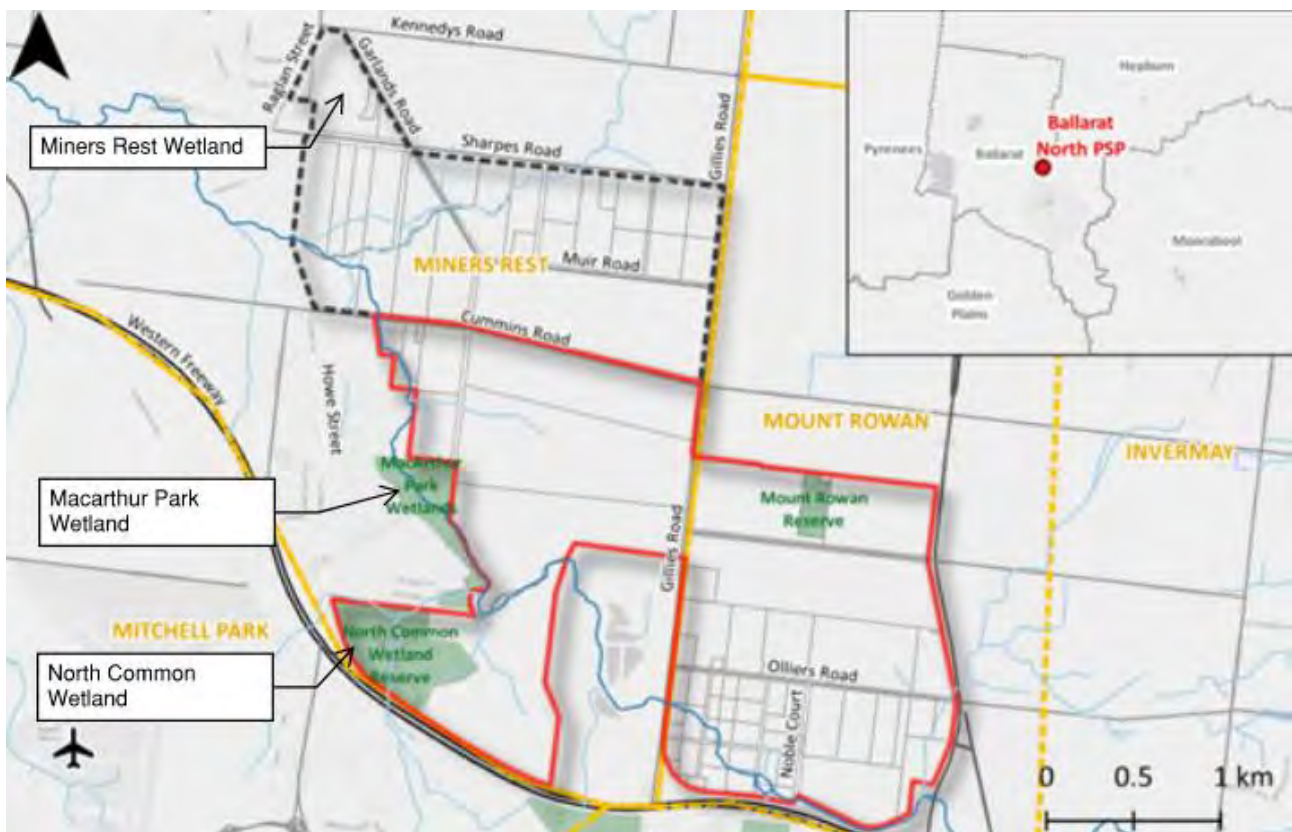 Kennedys Road
Raglan Street
Garlands Road
Miners Rest Wetland
Sharpes Road
Gillies Road
MINERS REST
Muir Road
Cummins Road
Western Freeway
Howe Street
Macarthur Park
Wetland
MacArthur
Park
Wetlands
MOUNT ROWAN
INVERMAY
Mount Rowan
Reserve
Gillies Road
MITCHELL PARK
North Common
Wetland
Reserve
North Common
Wetland
Olliers Road
Noble Court
0 0.5 1 km
Hepburn
Ballarat
North PSP
Pyrenees
Ballarat
Moorabool
Golden
Plains